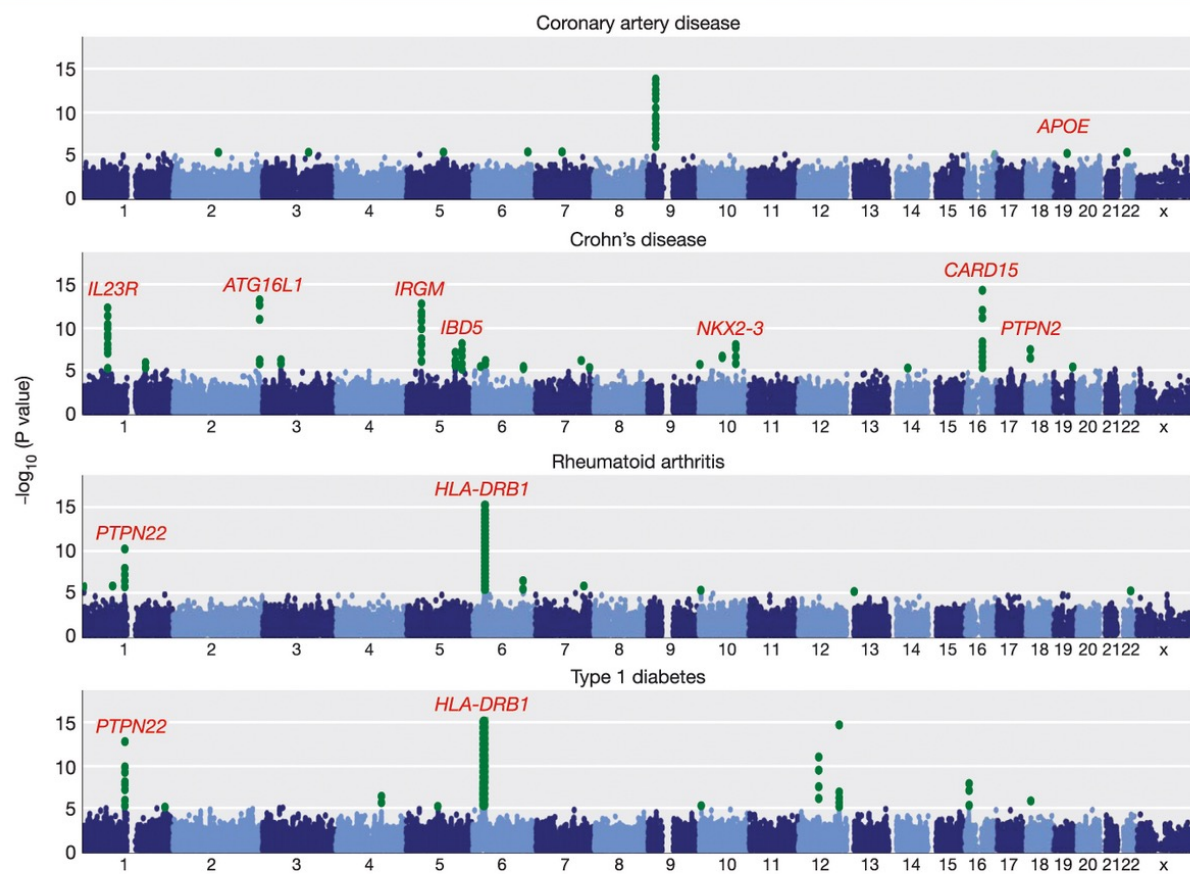 Coronary artery disease
15
10
5
0
APOE
1 2 3 4 5 6 7 8 9 10 11 12 13 14 15 16 17 18 19 20 21 22 x
Crohn's disease
15
10
5
0
IL23R
ATG16L1
IRGM
IBD5
NKX2-3
CARD15
PTPN2
1 2 3 4 5 6 7 8 9 10 11 12 13 14 15 16 17 18 19 20 21 22 x
–log10 (P value)
Rheumatoid arthritis
15
10
5
0
PTPN22
HLA-DRB1
1 2 3 4 5 6 7 8 9 10 11 12 13 14 15 16 17 18 19 20 21 22 x
Type 1 diabetes
15
10
5
0
PTPN22
HLA-DRB1
1 2 3 4 5 6 7 8 9 10 11 12 13 14 15 16 17 18 19 20 21 22 x